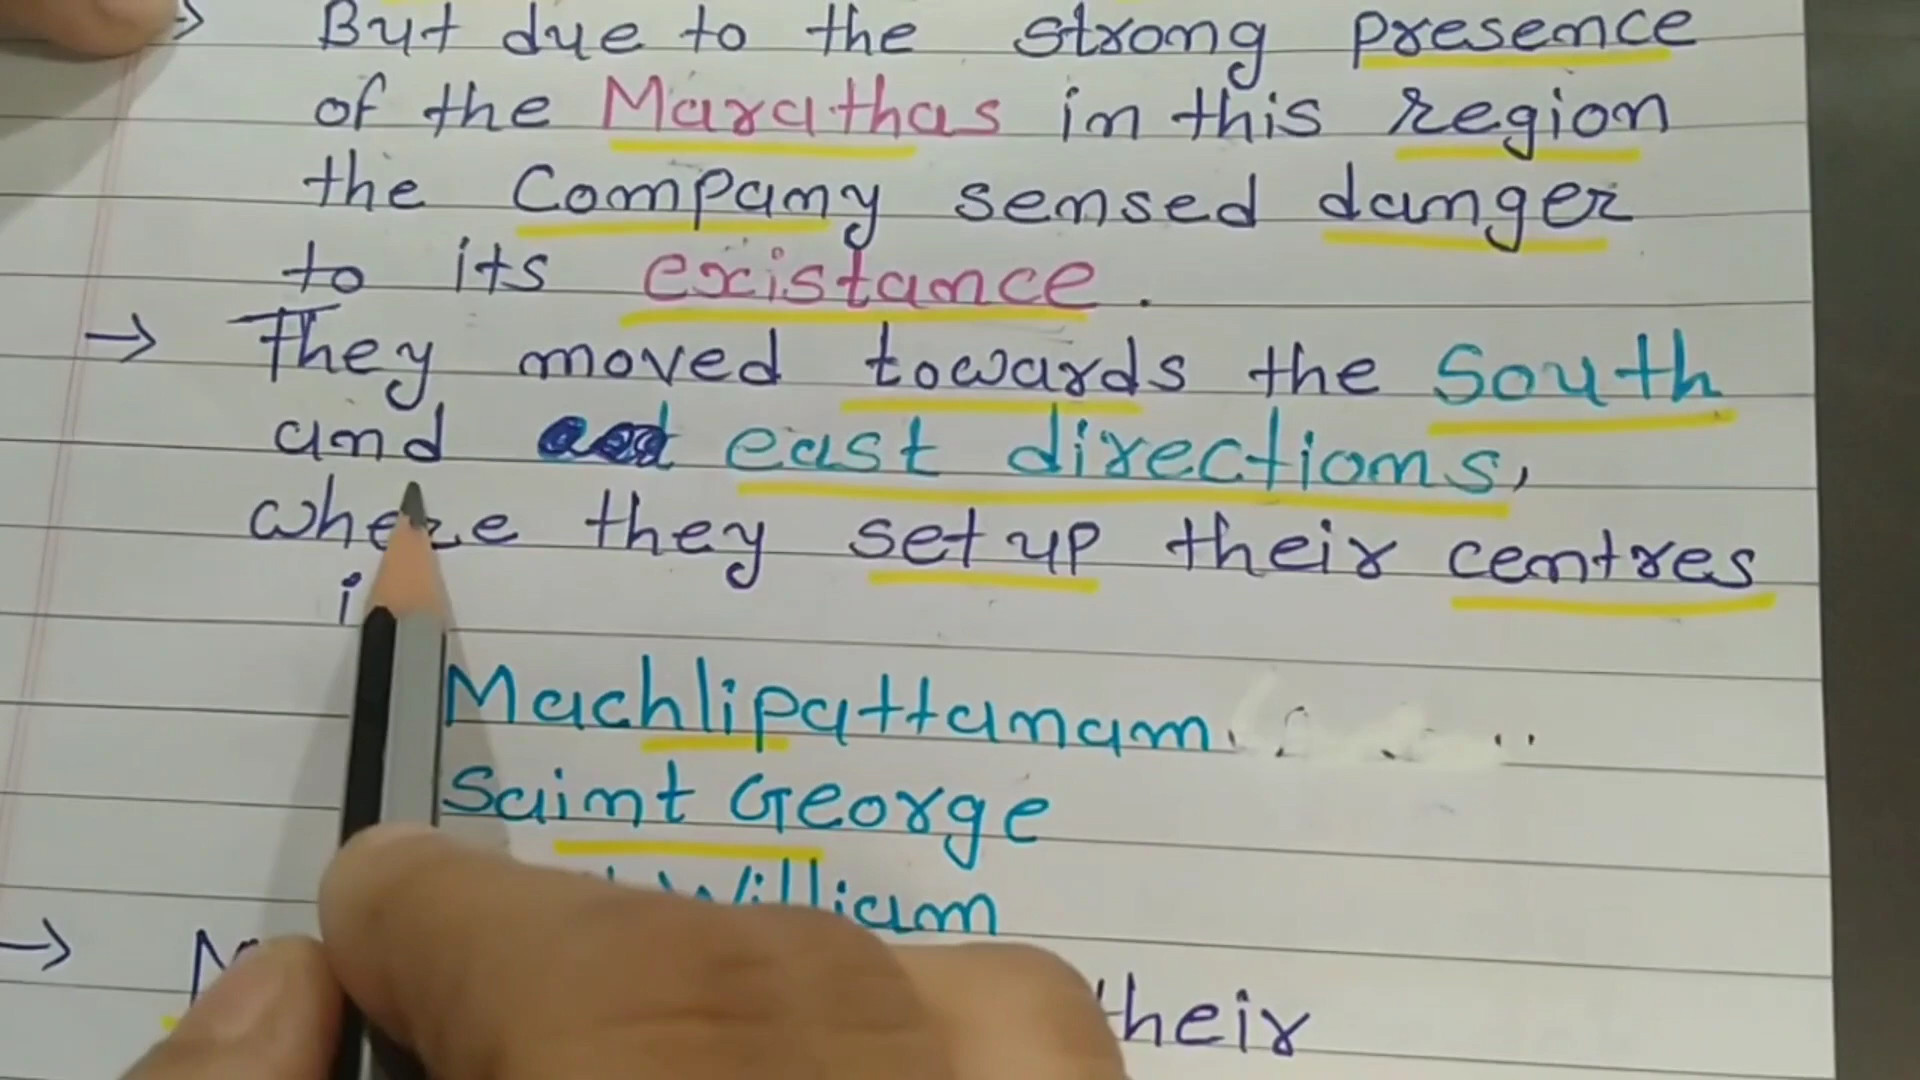 → But due to the strong presence
of the Marathas in this region
the Company sensed danger
to its existance.
→ They moved towards the South
and east directions,
where they set up their centres
Machlipattanam.
Saint George
William
→ their